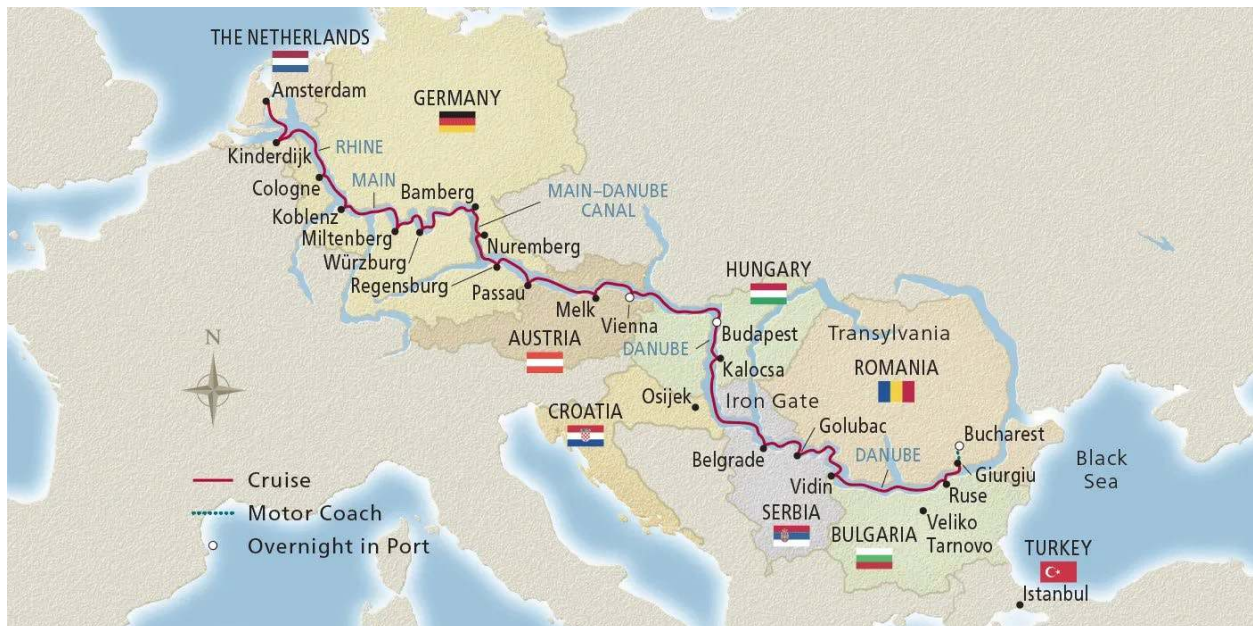 THE NETHERLANDS
Amsterdam
GERMANY
Kinderdijk
RHINE
Cologne
MAIN
Bamberg
MAIN–DANUBE
CANAL
Koblenz
Miltenberg
Würzburg
Nuremberg
Regensburg
Passau
Melk
Vienna
HUNGARY
Budapest
Transylvania
AUSTRIA
DANUBE
Kalocsa
ROMANIA
N
Osijek
Iron Gate
CROATIA
Golubac
Bucharest
Belgrade
DANUBE
Giurgiu
Black
Sea
Vidin
Ruse
Cruise
Motor Coach
Overnight in Port
SERBIA
BULGARIA
Veliko
Tarnovo
TURKEY
Istanbul